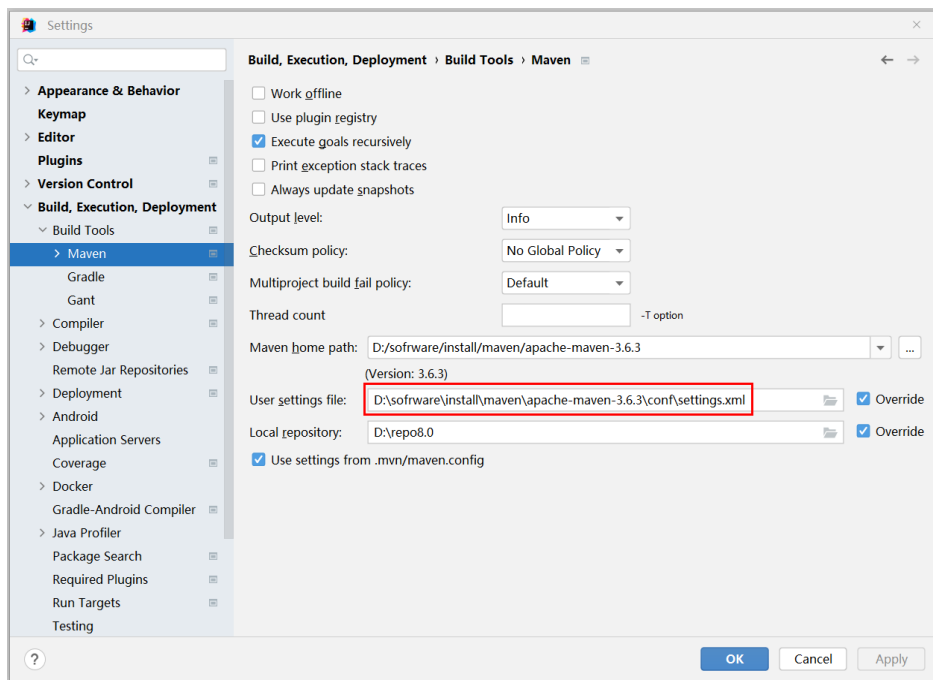 Settings
Build, Execution, Deployment › Build Tools › Maven
Appearance & Behavior
Keymap
Editor
Plugins
Version Control
Build, Execution, Deployment
Build Tools
Maven
Gradle
Gant
Compiler
Debugger
Remote Jar Repositories
Deployment
Android
Application Servers
Coverage
Docker
Gradle-Android Compiler
Java Profiler
Package Search
Required Plugins
Run Targets
Testing
Work offline
Use plugin registry
Execute goals recursively
Print exception stack traces
Always update snapshots
Output level: Info
Checksum policy: No Global Policy
Multiproject build fail policy: Default
Thread count -T option
Maven home path: D:/sofrware/install/maven/apache-maven-3.6.3 ...
(Version: 3.6.3)
User settings file: D:\sofrware\install\maven\apache-maven-3.6.3\conf\settings.xml Override
Local repository: D:\repo8.0 Override
Use settings from .mvn/maven.config
? OK Cancel Apply